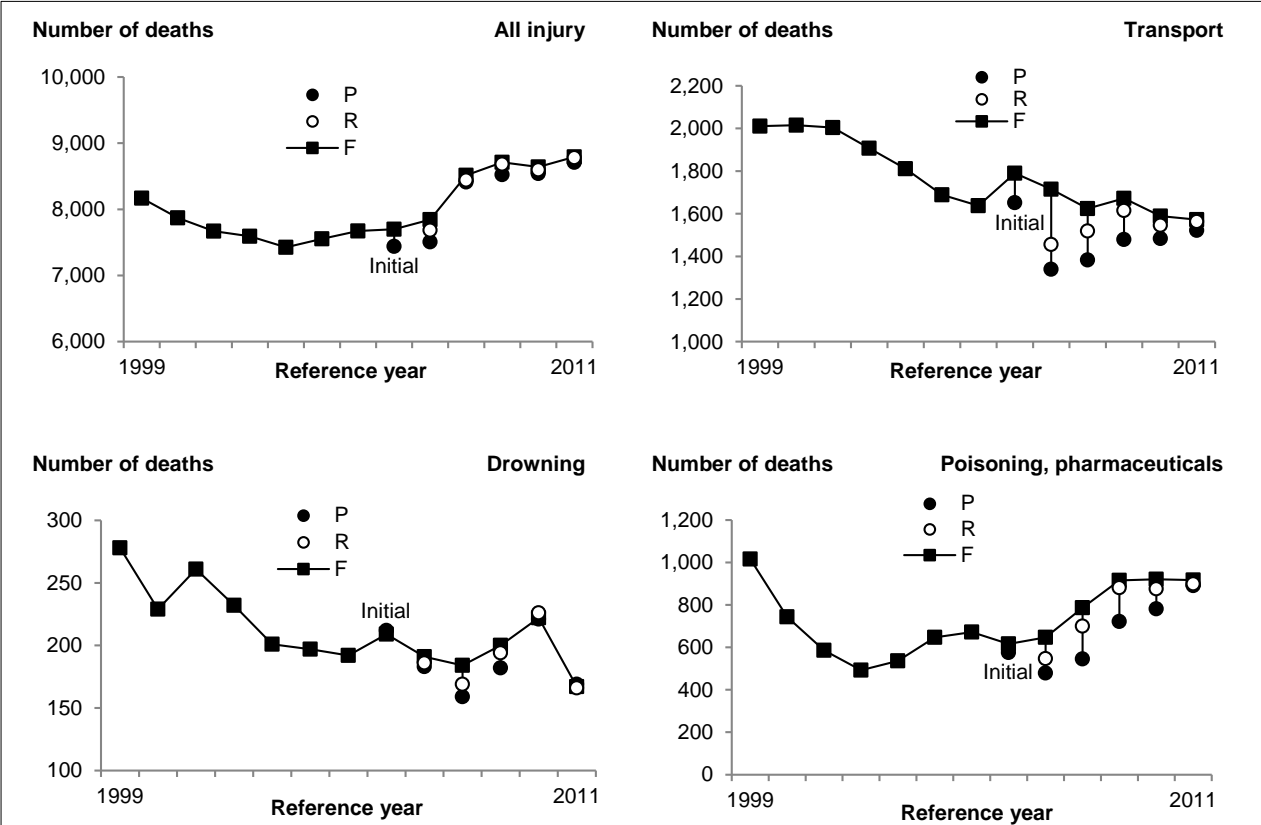 Number of deaths All injury
P
R
F
10,000
9,000
8,000
7,000
6,000
Initial
1999 Reference year 2011
Number of deaths Transport
P
R
F
2,200
2,000
1,800
1,600
1,400
1,200
1,000
Initial
1999 Reference year 2011
Number of deaths Drowning
P
R
F
300
250
200
150
100
Initial
1999 Reference year 2011
Number of deaths Poisoning, pharmaceuticals
P
R
F
1,200
1,000
800
600
400
200
0
Initial
1999 Reference year 2011